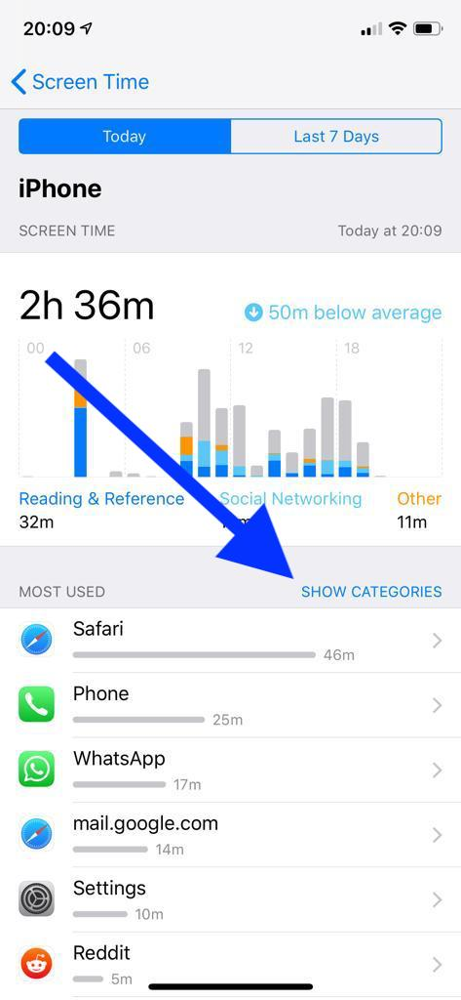 20:09
Screen Time
Today Last 7 Days
iPhone
SCREEN TIME Today at 20:09
2h 36m 50m below average
00 06 12 18
Reading & Reference Social Networking Other
32m 11m
MOST USED SHOW CATEGORIES
Safari
46m
Phone
25m
WhatsApp
17m
mail.google.com
14m
Settings
10m
Reddit
5m